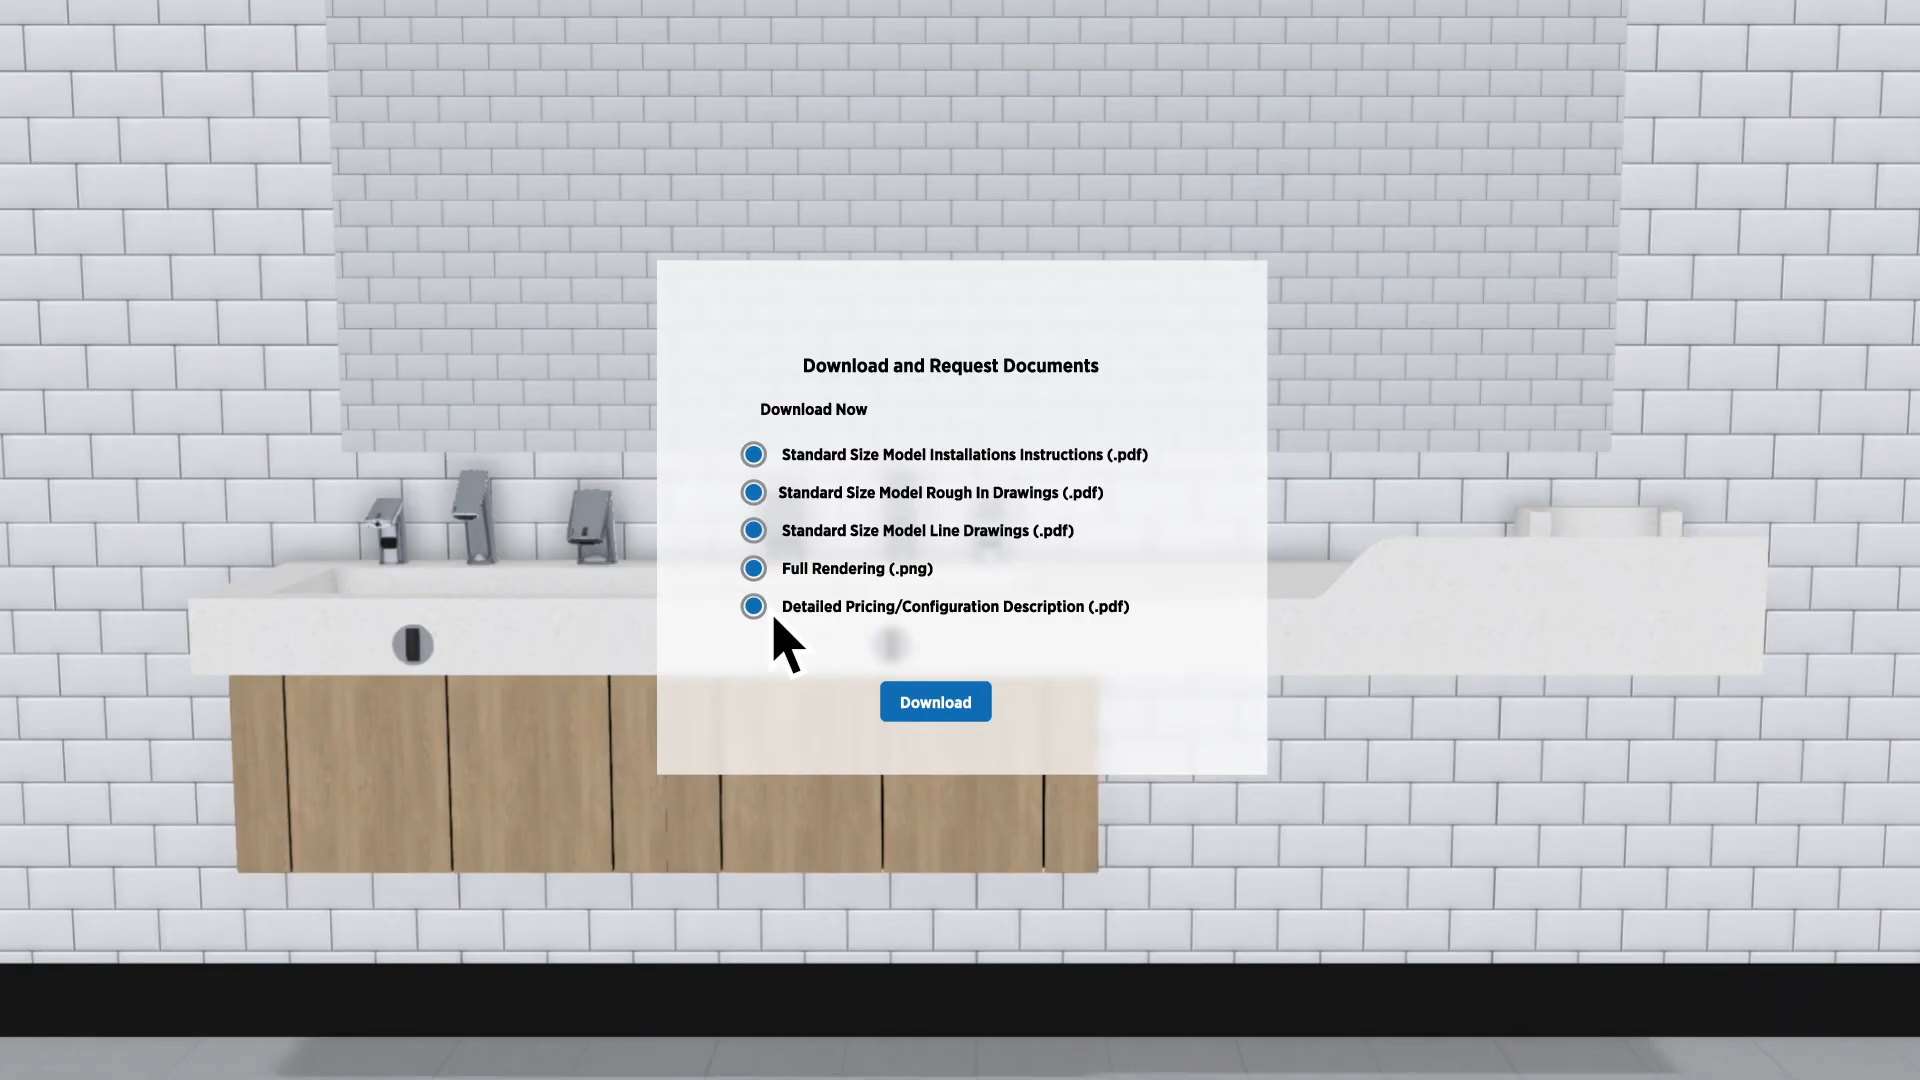 Download and Request Documents
Download Now
Standard Size Model Installations Instructions (.pdf)
Standard Size Model Rough In Drawings (.pdf)
Standard Size Model Line Drawings (.pdf)
Full Rendering (.png)
Detailed Pricing/Configuration Description (.pdf)
Download